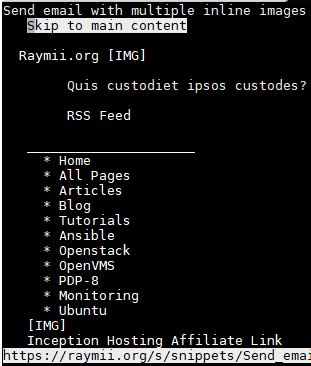 Send email with multiple inline images
Skip to main content
Raymii.org [IMG]
Quis custodiet ipsos custodes?
RSS Feed
_____________________
* Home
* All Pages
* Articles
* Blog
* Tutorials
* Ansible
* Openstack
* OpenVMS
* PDP-8
* Monitoring
* Ubuntu
[IMG]
Inception Hosting Affiliate Link
https://raymii.org/s/snippets/Send_emai